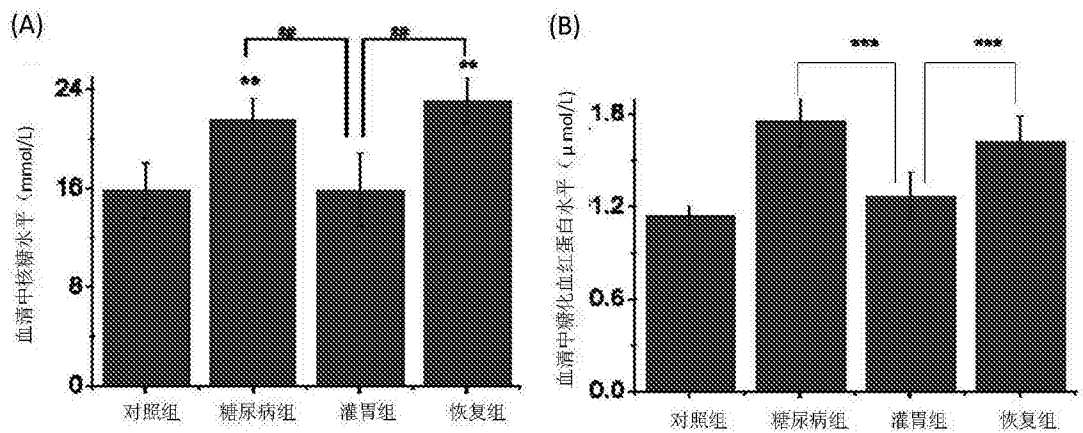 (A)
血清中核糖水平（mmol/L）
24
16
8
0
##
##
**
**
对照组 糖尿病组 灌胃组 恢复组
(B)
血清中糖化血红蛋白水平（μmol/L）
1.8
1.2
0.6
0.0
***
***
对照组 糖尿病组 灌胃组 恢复组